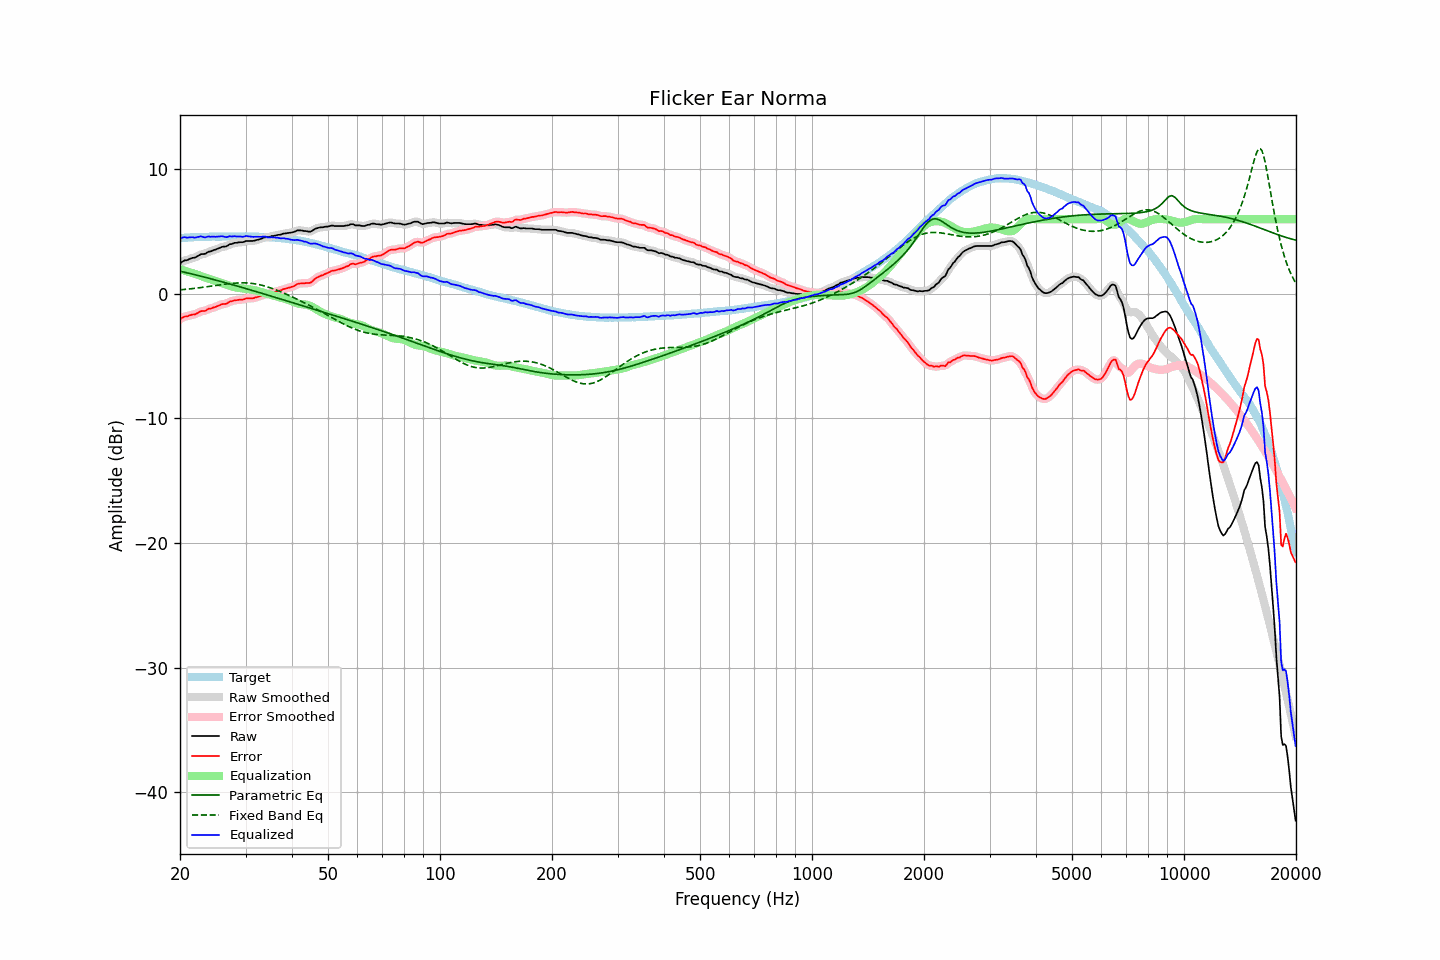 Flicker Ear Norma
Amplitude (dBr)
10
0
−10
−20
−30
−40
Target
Raw Smoothed
Error Smoothed
Raw
Error
Equalization
Parametric Eq
Fixed Band Eq
Equalized
20 50 100 200 500 1000 2000 5000 10000 20000
Frequency (Hz)